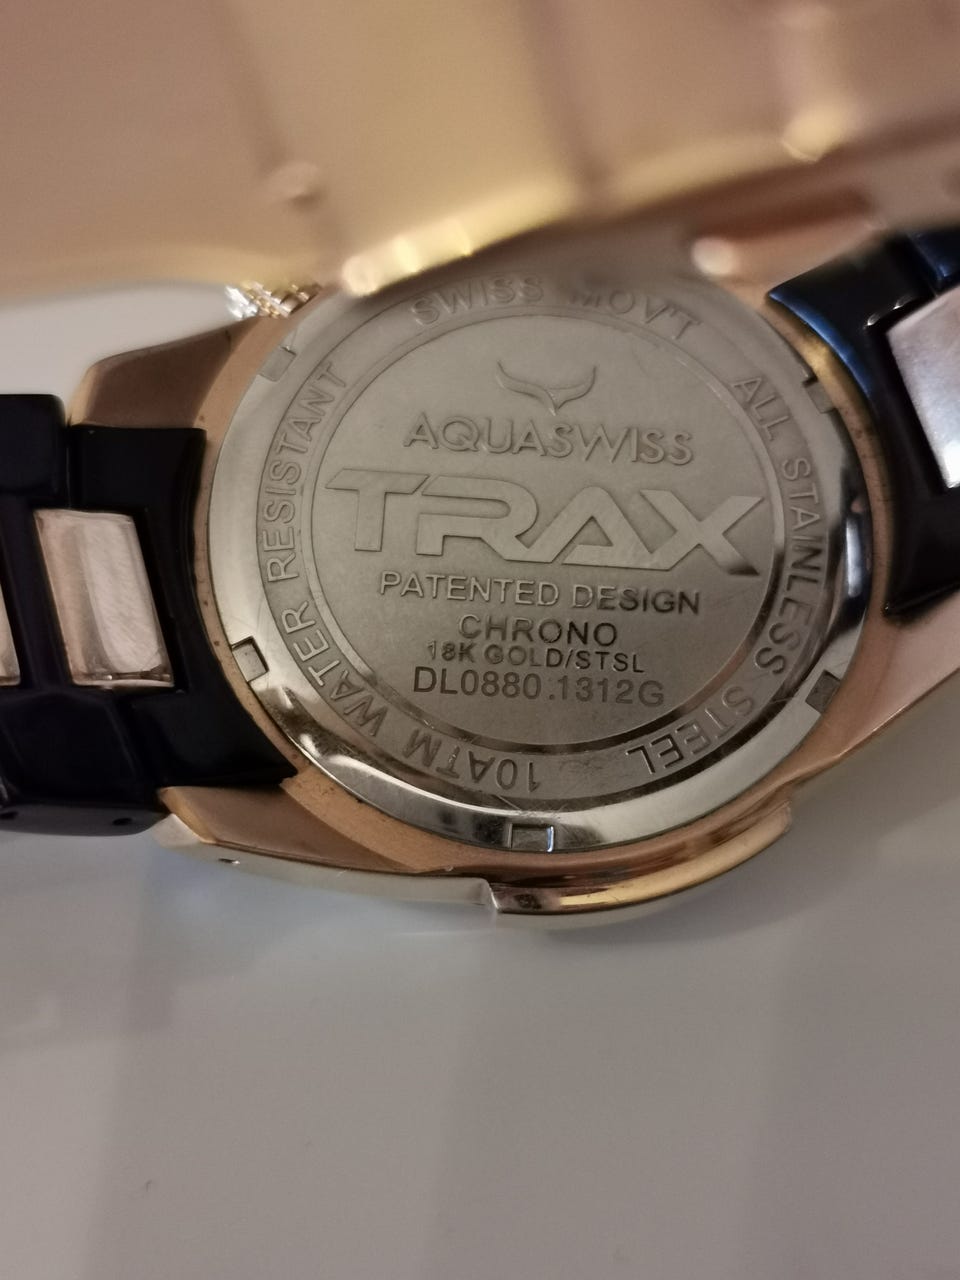 SWISS MOV'T
ALL STAINLESS STEEL
10ATM WATER RESISTANT
AQUASWISS
TRAX
PATENTED DESIGN
CHRONO
18K GOLD/STSL
DL0880.1312G